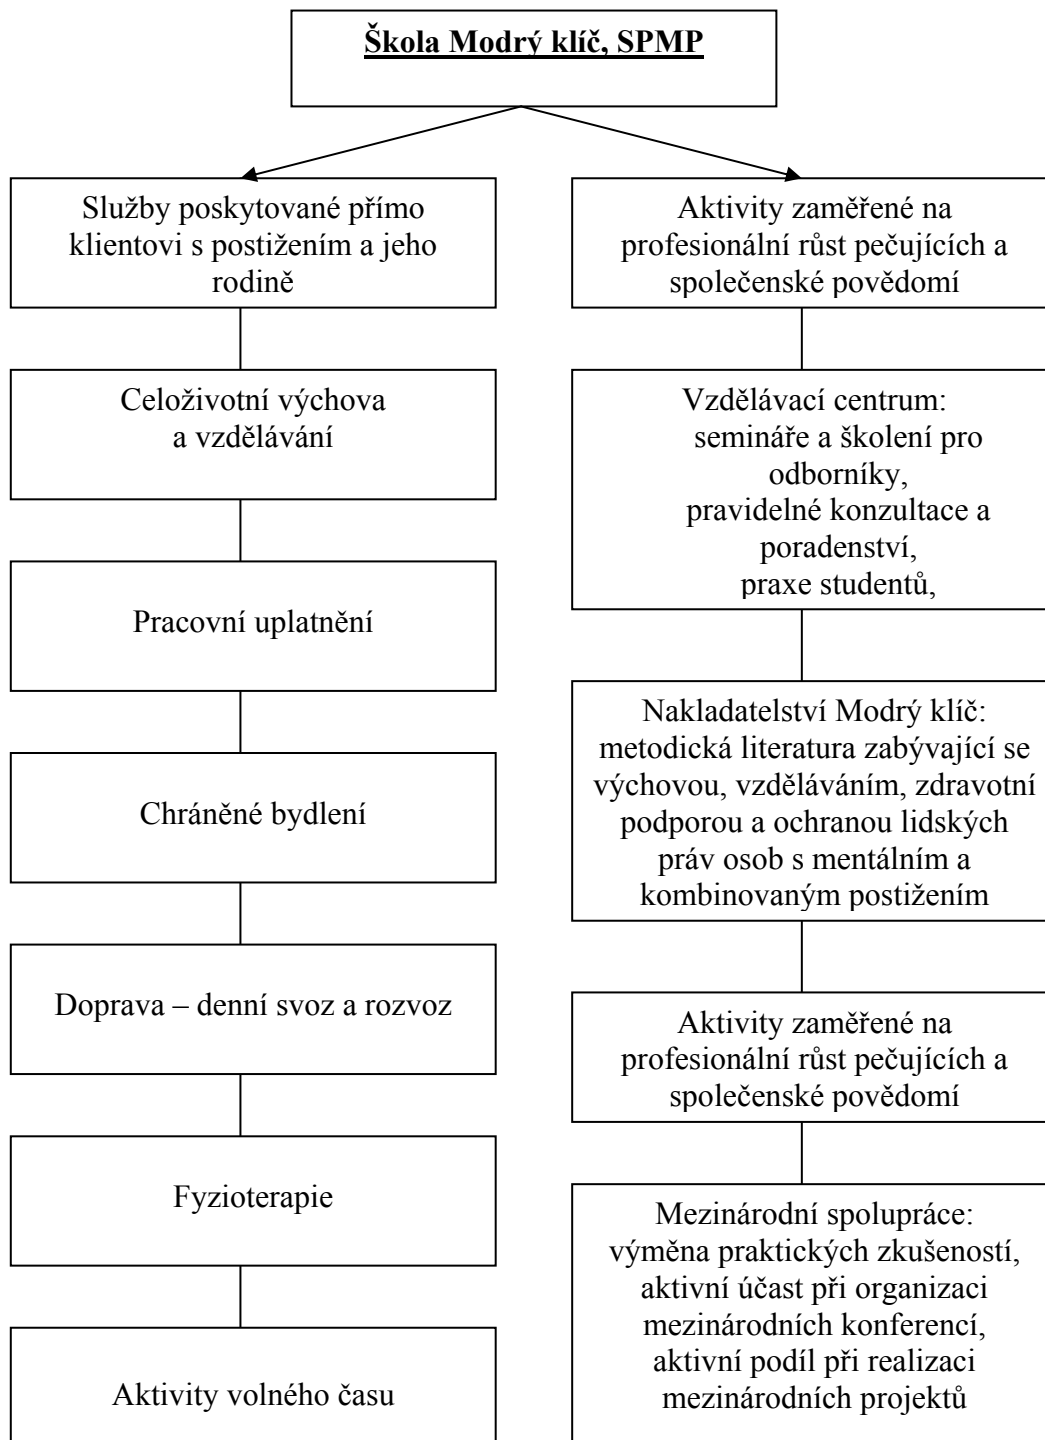 Škola Modrý klíč, SPMP
Služby poskytované přímo
klientovi s postižením a jeho
rodině
Celoživotní výchova
a vzdělávání
Pracovní uplatnění
Chráněné bydlení
Doprava – denní svoz a rozvoz
Fyzioterapie
Aktivity volného času
Aktivity zaměřené na
profesionální růst pečujících a
společenské povědomí
Vzdělávací centrum:
semináře a školení pro
odborníky,
pravidelné konzultace a
poradenství,
praxe studentů,
Nakladatelství Modrý klíč:
metodická literatura zabývající se
výchovou, vzděláváním, zdravotní
podporou a ochranou lidských
práv osob s mentálním a
kombinovaným postižením
Aktivity zaměřené na
profesionální růst pečujících a
společenské povědomí
Mezinárodní spolupráce:
výměna praktických zkušeností,
aktivní účast při organizaci
mezinárodních konferencí,
aktivní podíl při realizaci
mezinárodních projektů